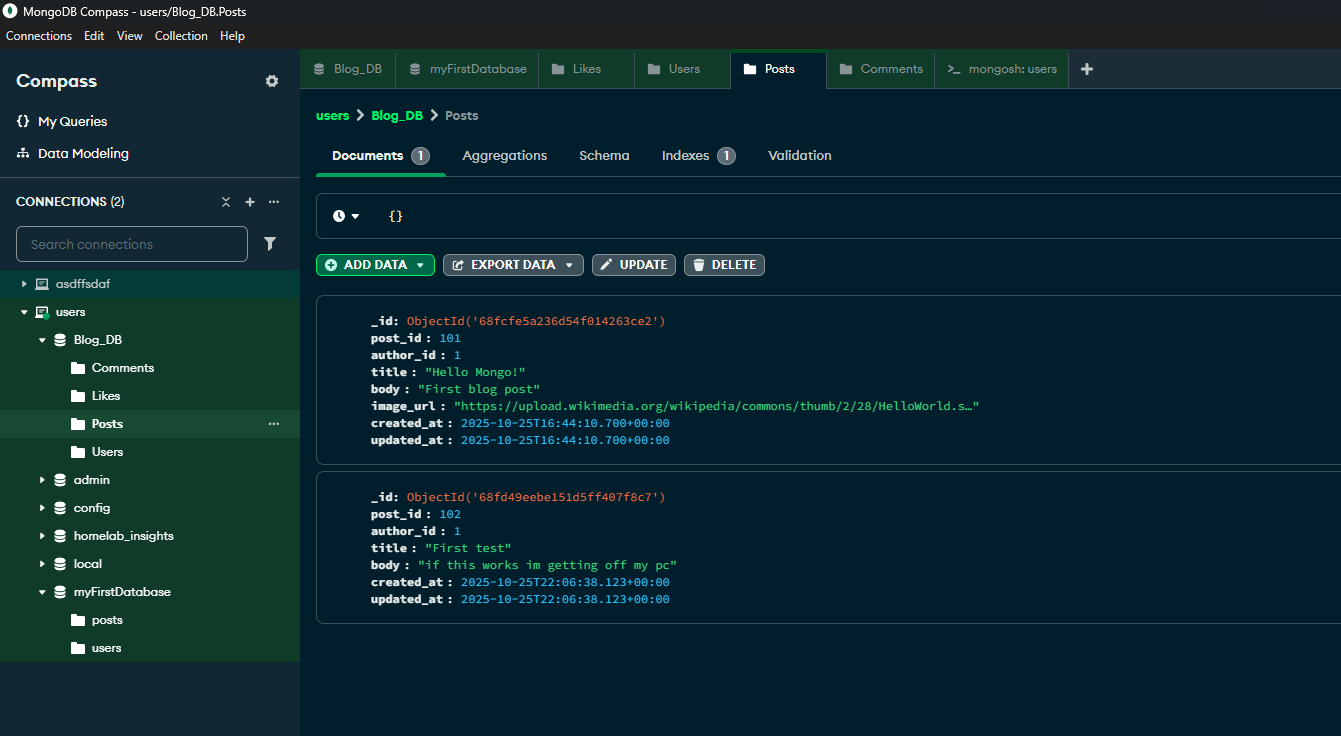 MongoDB Compass - users/Blog_DB.Posts
Connections Edit View Collection Help
Compass
{} My Queries
Data Modeling
CONNECTIONS (2)
Search connections
asdffsdaf
users
Blog_DB
Comments
Likes
Posts
Users
admin
config
homelab_insights
local
myFirstDatabase
posts
users
Blog_DB myFirstDatabase Likes Users Posts Comments >_ mongosh: users +
users > Blog_DB > Posts
Documents 1 Aggregations Schema Indexes 1 Validation
{}
ADD DATA EXPORT DATA UPDATE DELETE
_id: ObjectId('68fcfe5a236d54f014263ce2')
post_id : 101
author_id : 1
title : "Hello Mongo!"
body : "First blog post"
image_url : "https://upload.wikimedia.org/wikipedia/commons/thumb/2/28/HelloWorld.s…"
created_at : 2025-10-25T16:44:10.700+00:00
updated_at : 2025-10-25T16:44:10.700+00:00
_id: ObjectId('68fd49eebe151d5ff407f8c7')
post_id : 102
author_id : 1
title : "First test"
body : "if this works im getting off my pc"
created_at : 2025-10-25T22:06:38.123+00:00
updated_at : 2025-10-25T22:06:38.123+00:00